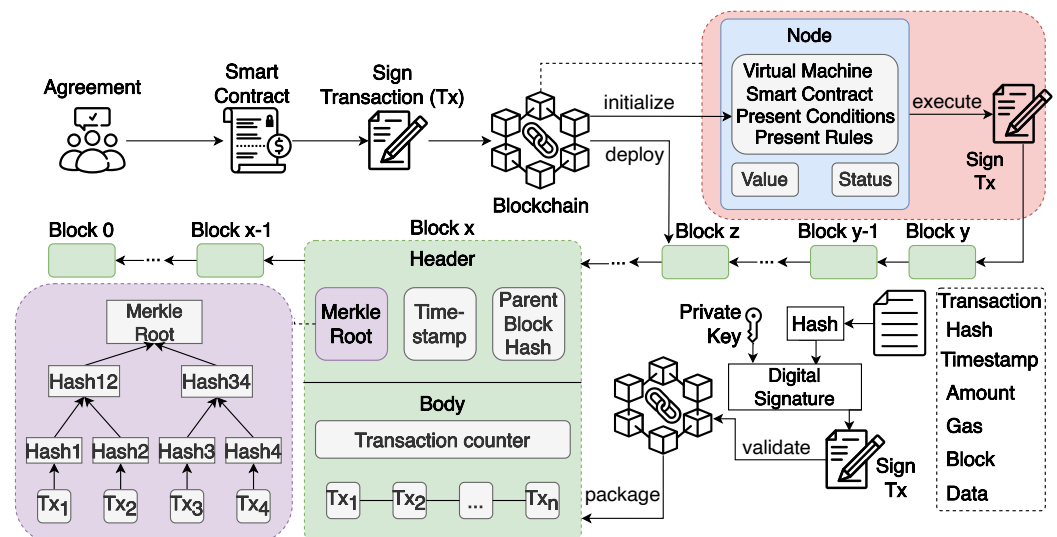 Agreement
Smart
Contract
Sign
Transaction (Tx)
Blockchain
initialize
deploy
Node
Virtual Machine
Smart Contract
Present Conditions
Present Rules
Value
Status
execute
Sign
Tx
Block 0
Block x-1
Block x
Block z
Block y-1
Block y
...
...
...
Header
Merkle
Root
Time-
stamp
Parent
Block
Hash
Body
Transaction counter
Tx1
Tx2
...
Txn
Merkle
Root
Hash12
Hash34
Hash1
Hash2
Hash3
Hash4
Tx1
Tx2
Tx3
Tx4
Private
Key
Hash
Digital
Signature
validate
Sign
Tx
package
Transaction
Hash
Timestamp
Amount
Gas
Block
Data